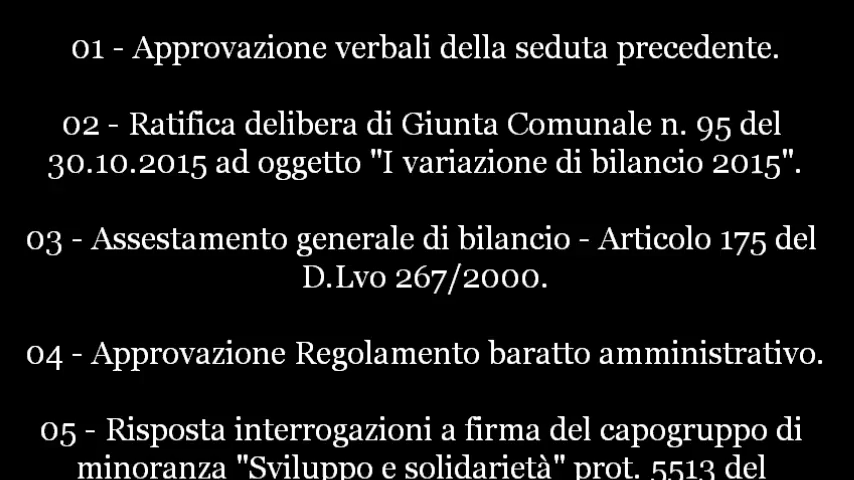 01 - Approvazione verbali della seduta precedente.
02 - Ratifica delibera di Giunta Comunale n. 95 del
30.10.2015 ad oggetto "I variazione di bilancio 2015".
03 - Assestamento generale di bilancio - Articolo 175 del
D.Lvo 267/2000.
04 - Approvazione Regolamento baratto amministrativo.
05 - Risposta interrogazioni a firma del capogruppo di
minoranza "Sviluppo e solidarietà" prot. 5513 del